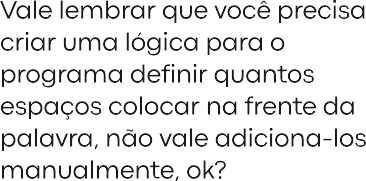 Vale lembrar que você precisa
criar uma lógica para o
programa definir quantos
espaços colocar na frente da
palavra, não vale adiciona-los
manualmente, ok?